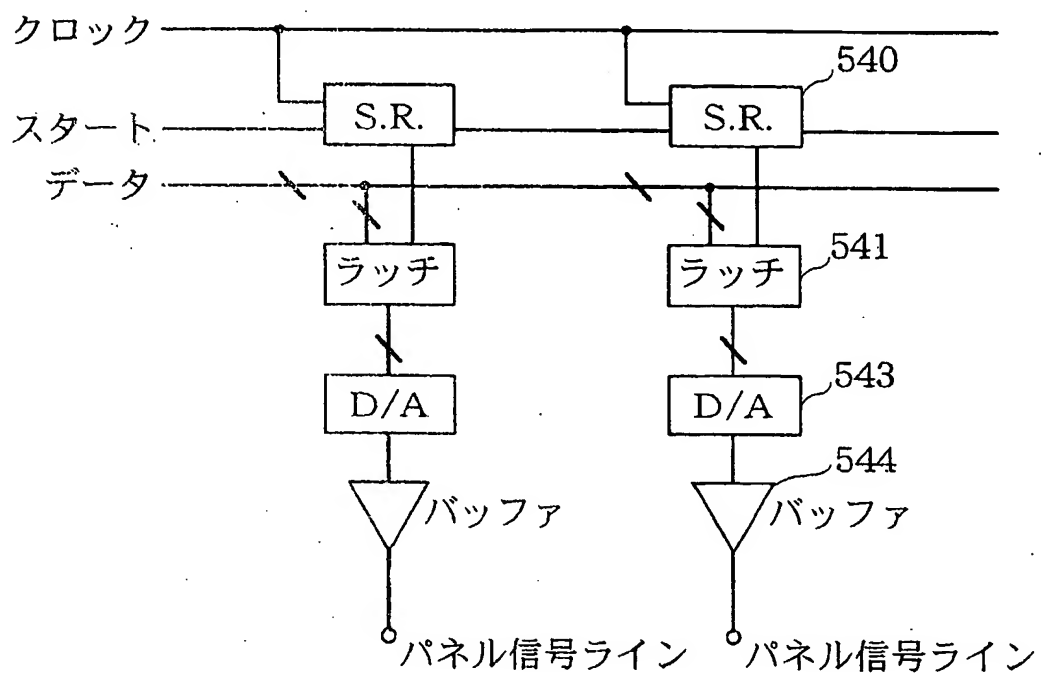 クロック
540
S.R.
S.R.
スタート
データ
541
ラッチ
ラッチ
543
D/A
D/A
544
バッファ
バッファ
パネル信号ライン
パネル信号ライン